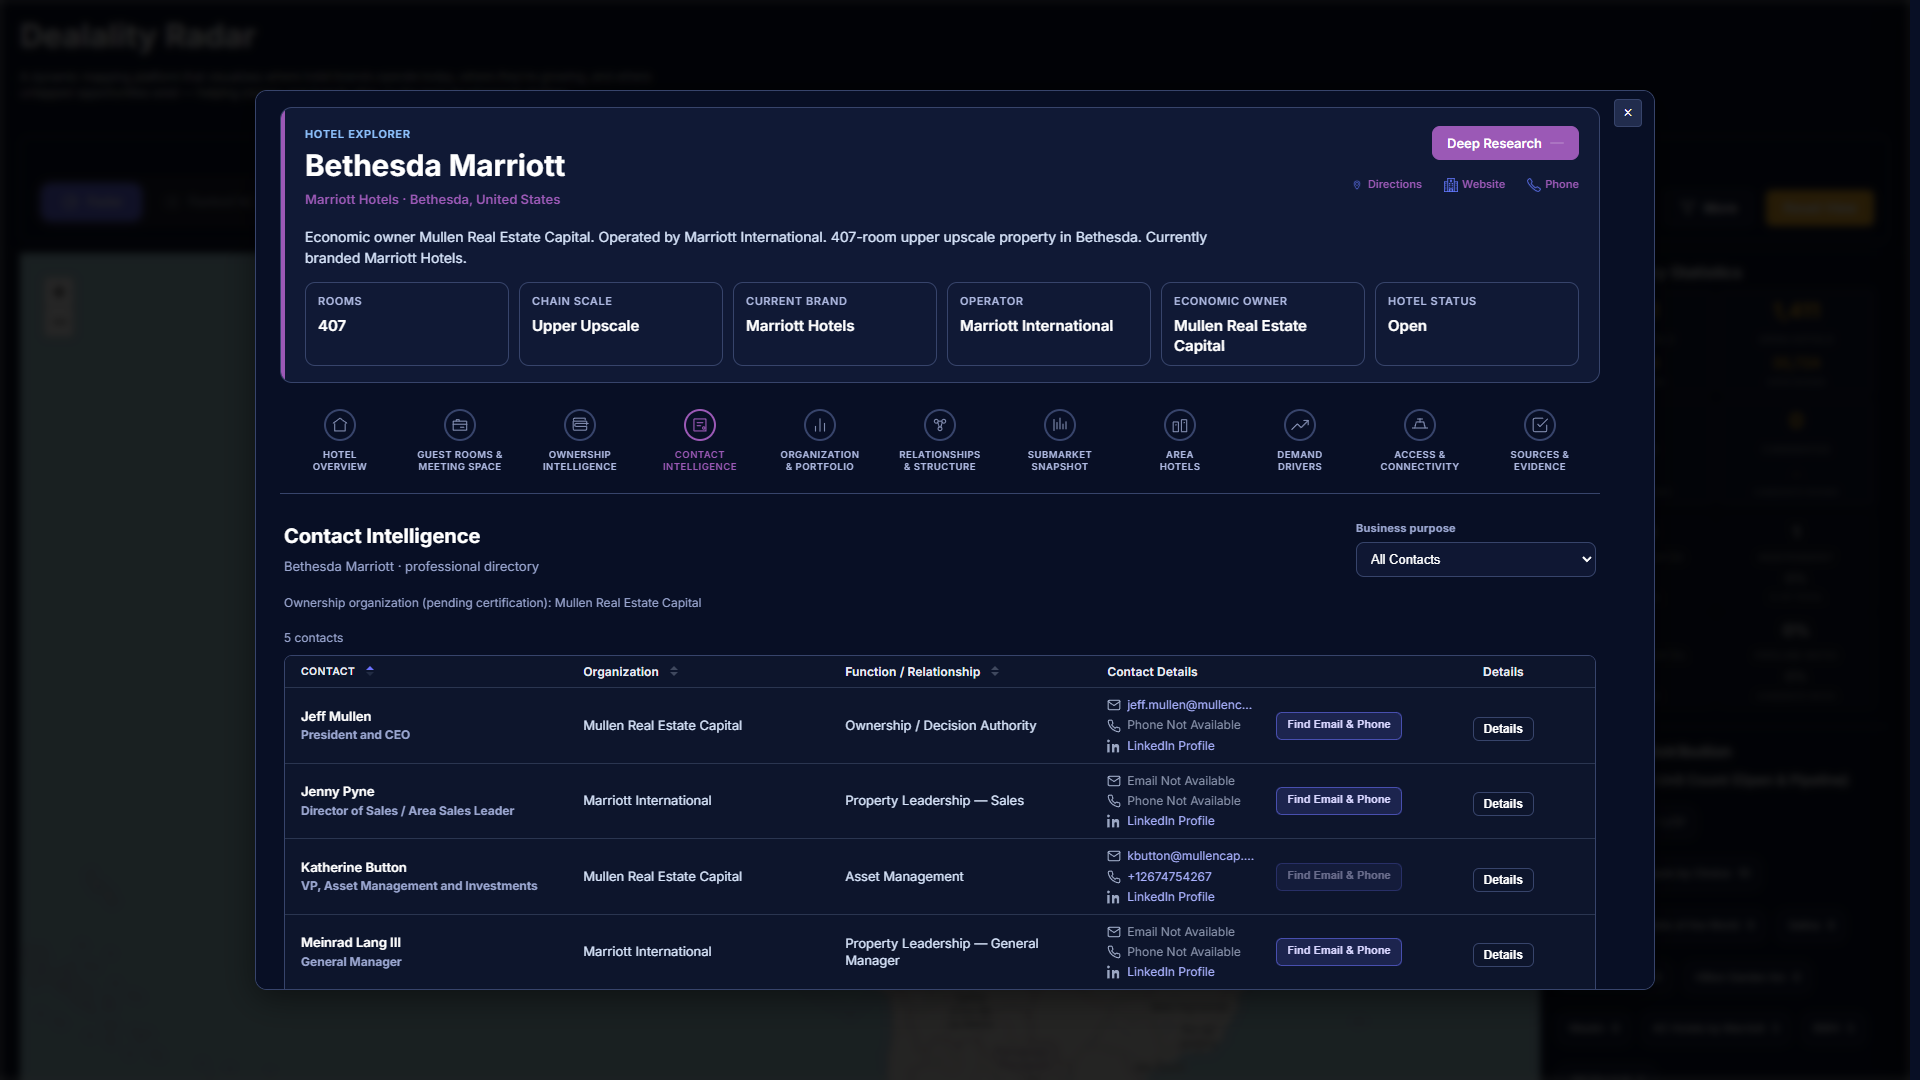 Dealality Radar
HOTEL EXPLORER
Bethesda Marriott
Marriott Hotels · Bethesda, United States
Deep Research —
Directions
Website
Phone
×
Economic owner Mullen Real Estate Capital. Operated by Marriott International. 407-room upper upscale property in Bethesda. Currently
branded Marriott Hotels.
ROOMS
407
CHAIN SCALE
Upper Upscale
CURRENT BRAND
Marriott Hotels
OPERATOR
Marriott International
ECONOMIC OWNER
Mullen Real Estate
Capital
HOTEL STATUS
Open
HOTEL
OVERVIEW
GUEST ROOMS &
MEETING SPACE
OWNERSHIP
INTELLIGENCE
CONTACT
INTELLIGENCE
ORGANIZATION
& PORTFOLIO
RELATIONSHIPS
& STRUCTURE
SUBMARKET
SNAPSHOT
AREA
HOTELS
DEMAND
DRIVERS
ACCESS &
CONNECTIVITY
SOURCES &
EVIDENCE
Contact Intelligence
Bethesda Marriott · professional directory
Business purpose
All Contacts
Ownership organization (pending certification): Mullen Real Estate Capital
5 contacts
CONTACT
Organization
Function / Relationship
Contact Details
Details
Jeff Mullen
President and CEO
Mullen Real Estate Capital
Ownership / Decision Authority
jeff.mullen@mullenc...
Phone Not Available
LinkedIn Profile
Find Email & Phone
Details
Jenny Pyne
Director of Sales / Area Sales Leader
Marriott International
Property Leadership — Sales
Email Not Available
Phone Not Available
LinkedIn Profile
Find Email & Phone
Details
Katherine Button
VP, Asset Management and Investments
Mullen Real Estate Capital
Asset Management
kbutton@mullencap....
+12674754267
LinkedIn Profile
Find Email & Phone
Details
Meinrad Lang III
General Manager
Marriott International
Property Leadership — General
Manager
Email Not Available
Phone Not Available
LinkedIn Profile
Find Email & Phone
Details